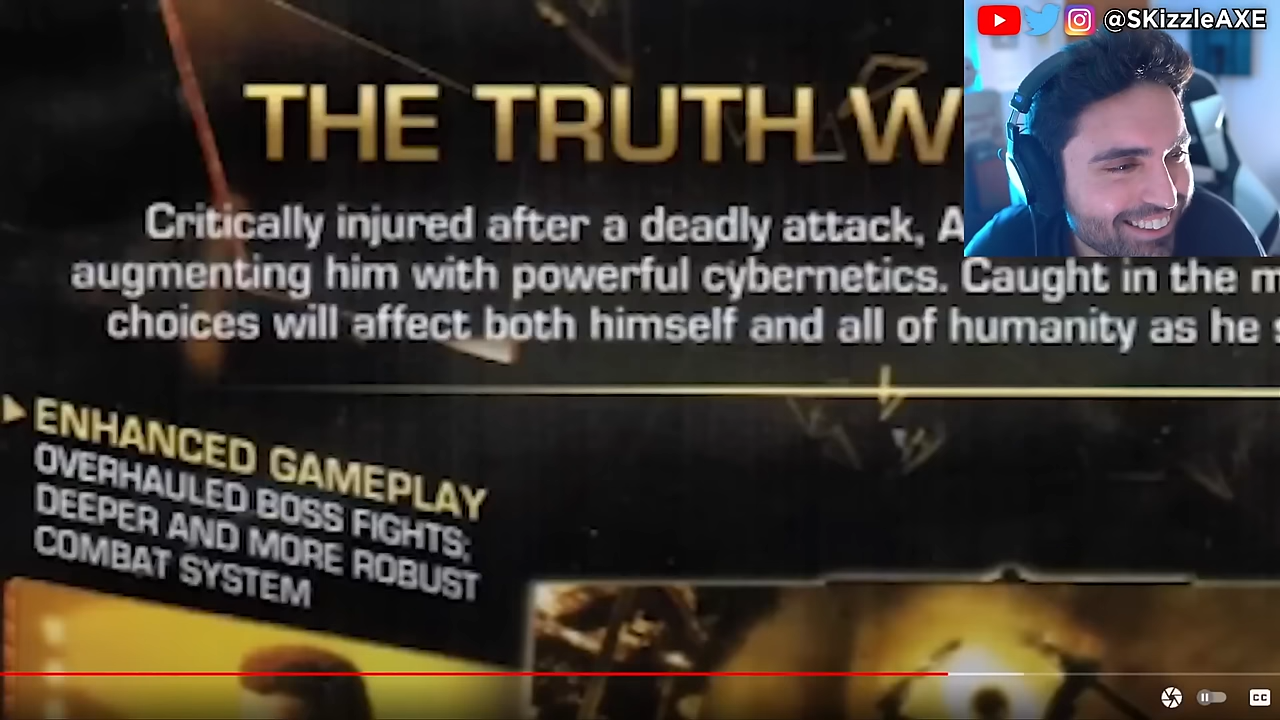 @SKizzleAXE
THE TRUTH W
Critically injured after a deadly attack, A
augmenting him with powerful cybernetics. Caught in the m
choices will affect both himself and all of humanity as he
ENHANCED GAMEPLAY
OVERHAULED BOSS FIGHTS;
DEEPER AND MORE ROBUST
COMBAT SYSTEM
CC